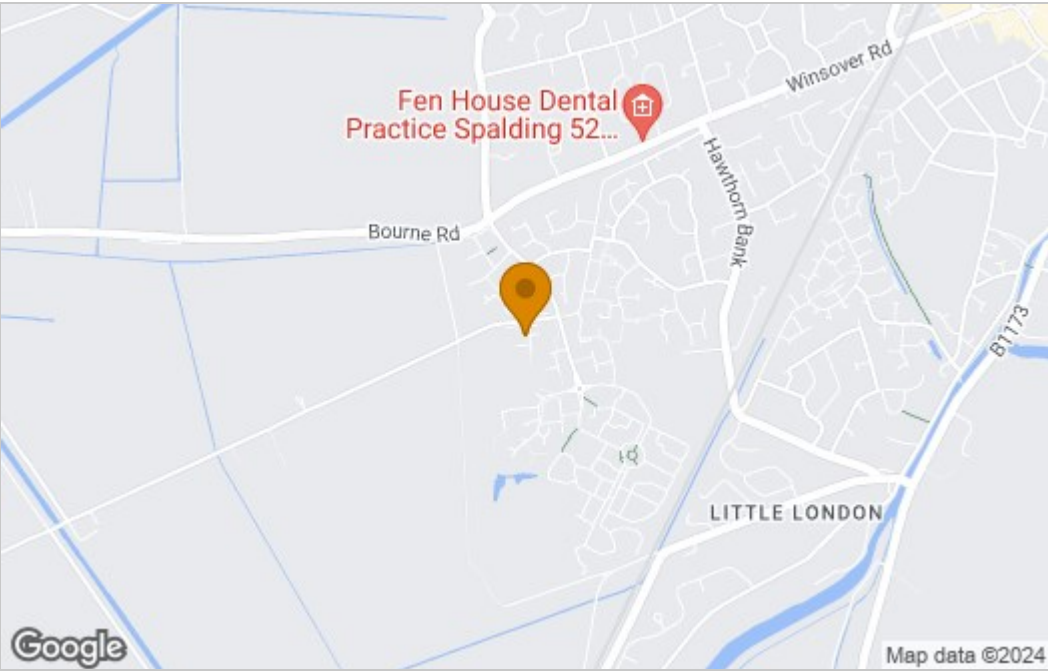 Winsover Rd
Fen House Dental
Practice Spalding 52...
Hawthorn Bank
Bourne Rd
B1173
LITTLE LONDON
Google
Map data ©2024